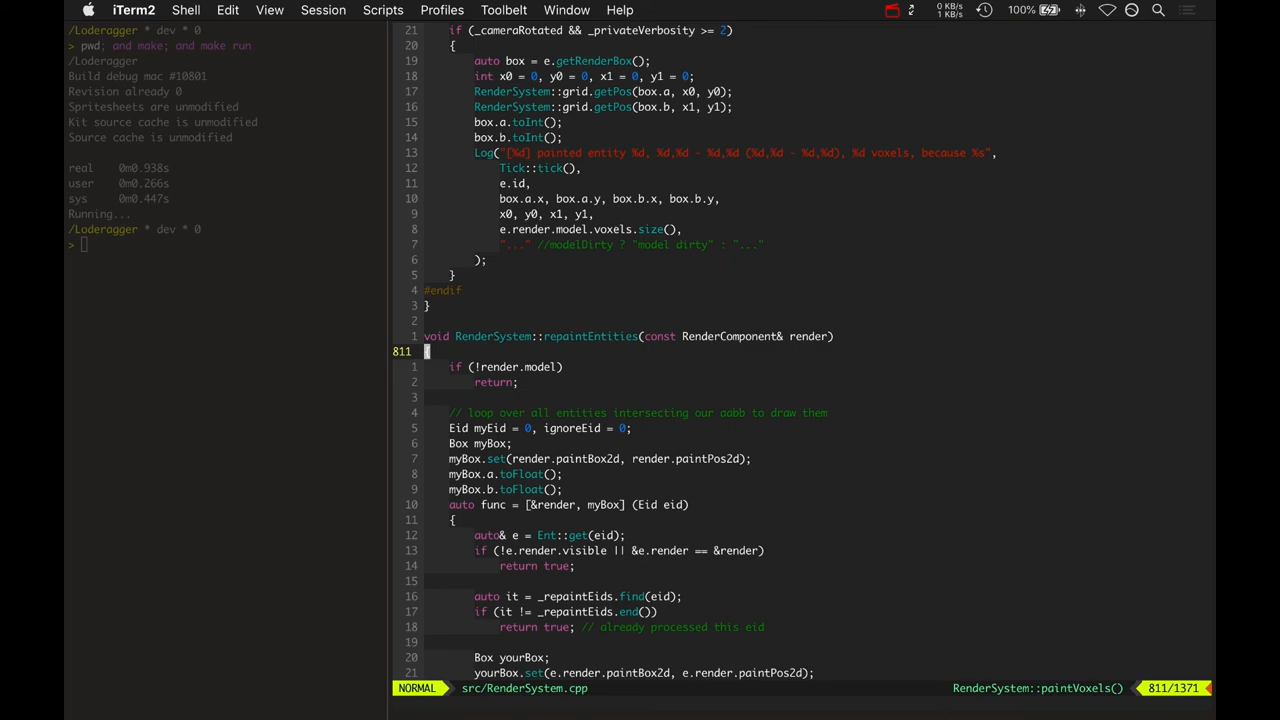 iTerm2 Shell Edit View Session Scripts Profiles Toolbelt Window Help 0 KB/s 1 KB/s 100%
/Loderagger * dev * 0
> pwd; and make; and make run
/Loderagger
Build debug mac #10801
Revision already 0
Spritesheets are unmodified
Kit source cache is unmodified
Source cache is unmodified
real 0m0.938s
user 0m0.266s
sys 0m0.447s
Running...
/Loderagger * dev * 0
>
21 if (_cameraRotated && _privateVerbosity >= 2)
20 {
19 auto box = e.getRenderBox();
18 int x0 = 0, y0 = 0, x1 = 0, y1 = 0;
17 RenderSystem::grid.getPos(box.a, x0, y0);
16 RenderSystem::grid.getPos(box.b, x1, y1);
15 box.a.toInt();
14 box.b.toInt();
13 Log("[%d] painted entity %d, %d,%d - %d,%d (%d,%d - %d,%d), %d voxels, because %s",
12 Tick::tick(),
11 e.id,
10 box.a.x, box.a.y, box.b.x, box.b.y,
9 x0, y0, x1, y1,
8 e.render.model.voxels.size(),
7 "..." //modelDirty ? "model dirty" : "..."
6 );
5 }
4 #endif
3 }
2
1 void RenderSystem::repaintEntities(const RenderComponent& render)
811 {
1 if (!render.model)
2 return;
3
4 // loop over all entities intersecting our aabb to draw them
5 Eid myEid = 0, ignoreEid = 0;
6 Box myBox;
7 myBox.set(render.paintBox2d, render.paintPos2d);
8 myBox.a.toFloat();
9 myBox.b.toFloat();
10 auto func = [&render, myBox] (Eid eid)
11 {
12 auto& e = Ent::get(eid);
13 if (!e.render.visible || &e.render == &render)
14 return true;
15
16 auto it = _repaintEids.find(eid);
17 if (it != _repaintEids.end())
18 return true; // already processed this eid
19
20 Box yourBox;
21 yourBox.set(e.render.paintBox2d, e.render.paintPos2d);
NORMAL src/RenderSystem.cpp RenderSystem::paintVoxels() 811/1371